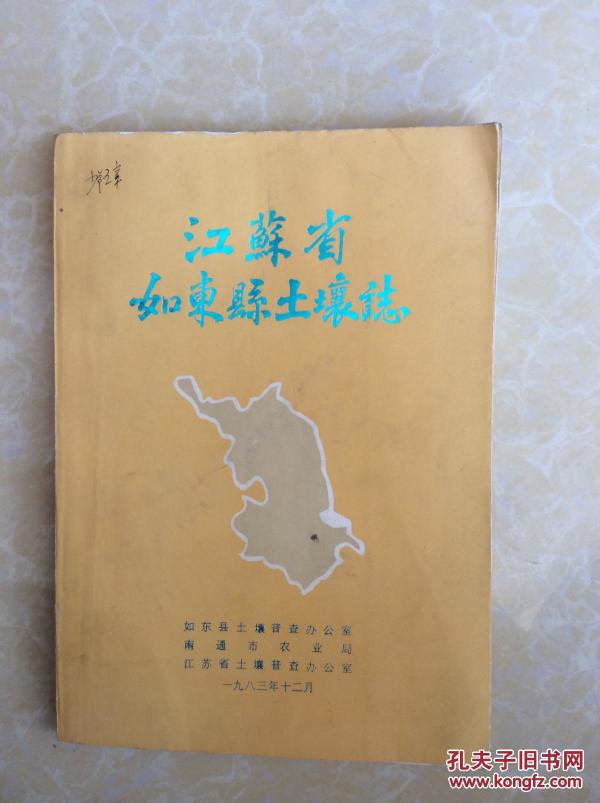 江蘇省
如東縣土壤誌
如东县土壤普查办公室
南通市农业局
江苏省土壤普查办公室
一九八三年十二月
孔夫子旧书网
www.kongfz.com